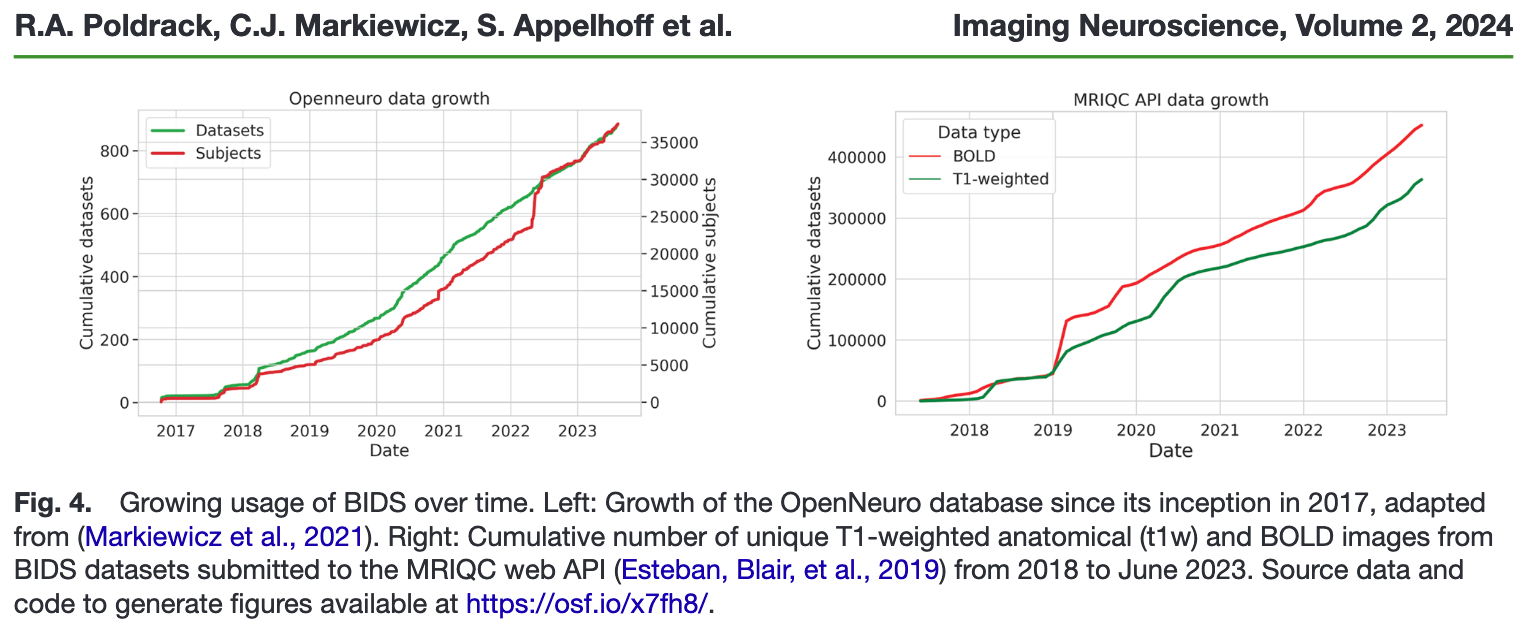 R.A. Poldrack, C.J. Markiewicz, S. Appelhoff et al.
Imaging Neuroscience, Volume 2, 2024
Openneuro data growth
Datasets
Subjects
Cumulative datasets
800
600
400
200
0
35000
30000
25000
20000
15000
10000
5000
0
Cumulative subjects
2017 2018 2019 2020 2021 2022 2023
Date
MRIQC API data growth
Data type
BOLD
T1-weighted
Cumulative datasets
400000
300000
200000
100000
0
2018 2019 2020 2021 2022 2023
Date
Fig. 4. Growing usage of BIDS over time. Left: Growth of the OpenNeuro database since its inception in 2017, adapted
from (Markiewicz et al., 2021). Right: Cumulative number of unique T1-weighted anatomical (t1w) and BOLD images from
BIDS datasets submitted to the MRIQC web API (Esteban, Blair, et al., 2019) from 2018 to June 2023. Source data and
code to generate figures available at https://osf.io/x7fh8/.